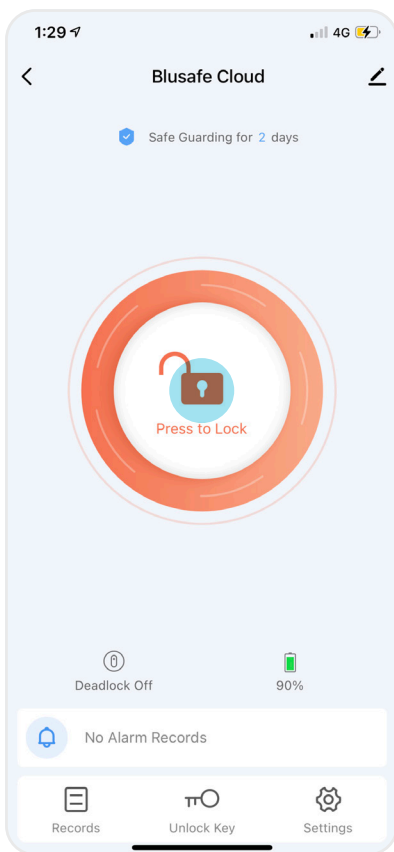 1:29 4G
Blusafe Cloud
Safe Guarding for 2 days
Press to Lock
Deadlock Off 90%
No Alarm Records
Records Unlock Key Settings